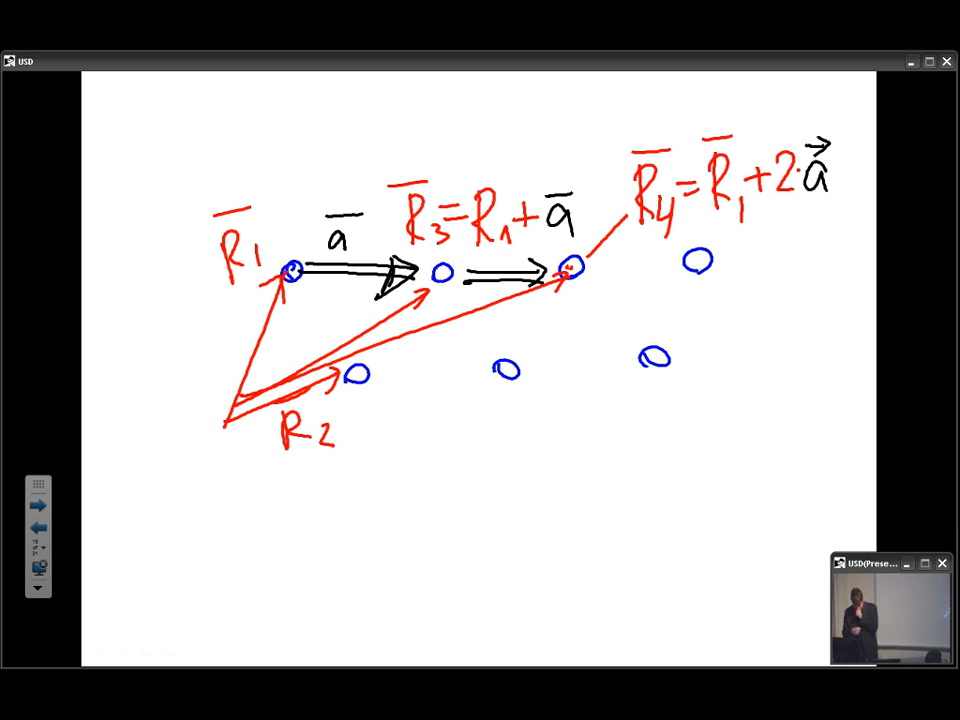 USD
R̅₄ = R̅₁ + 2·a⃗
R̅1
a̅
R̅₃ = R₁ + a̅
R2
USD(Prese...